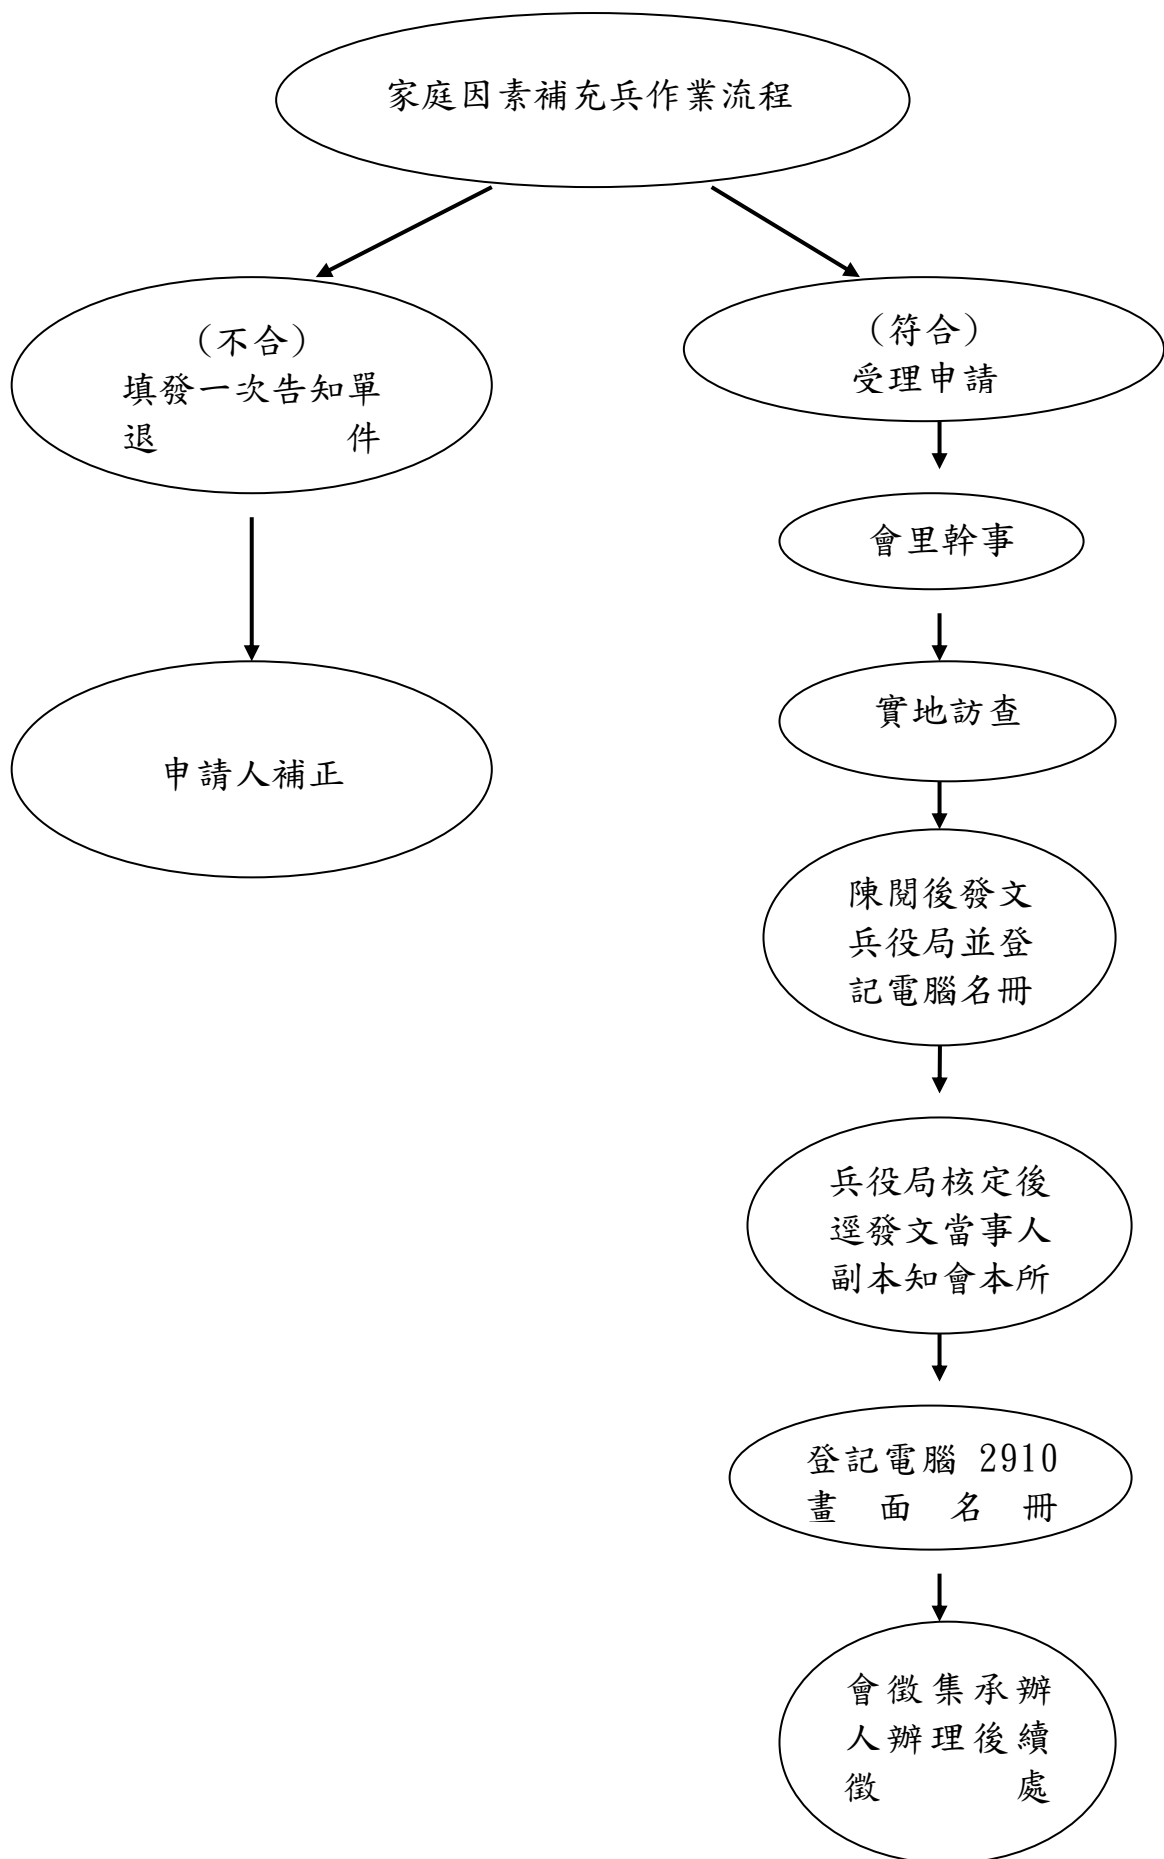 家庭因素補充兵作業流程
(不合)
填發一次告知單
退件
申請人補正
(符合)
受理申請
會里幹事
實地訪查
陳閱後發文
兵役局並登
記電腦名冊
兵役局核定後
逕發文當事人
副本知會本所
登記電腦 2910
畫面名冊
會徵集承辦
人辦理後續
徵處